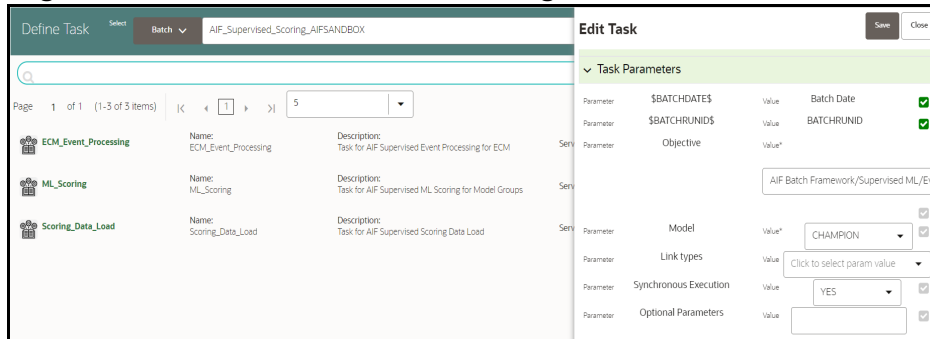 Define Task
Select
Batch
AIF_Supervised_Scoring_AIFSANDBOX
Page 1 of 1 (1-3 of 3 items)
1
5
ECM_Event_Processing
Name:
ECM_Event_Processing
Description:
Task for AIF Supervised Event Processing for ECM
Serv
ML_Scoring
Name:
ML_Scoring
Description:
Task for AIF Supervised ML Scoring for Model Groups
Serv
Scoring_Data_Load
Name:
Scoring_Data_Load
Description:
Task for AIF Supervised Scoring Data Load
Serv
Edit Task
Save
Close
Task Parameters
Parameter $BATCHDATE$ Value Batch Date
Parameter $BATCHRUNID$ Value BATCHRUNID
Parameter Objective Value*
AIF Batch Framework/Supervised ML/Ev
Parameter Model Value* CHAMPION
Parameter Link types Value Click to select param value
Parameter Synchronous Execution Value YES
Parameter Optional Parameters Value